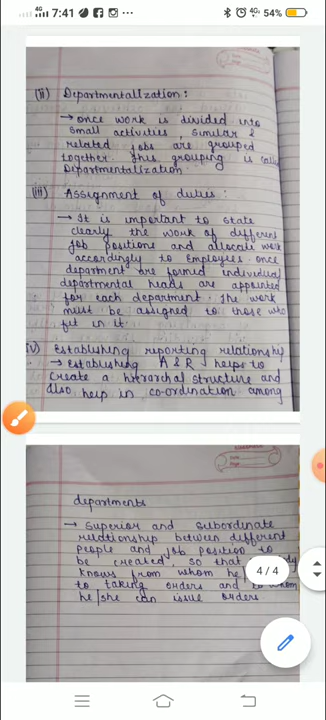 4G
7:41
4G
54%
(ii) Departmentalization:
→ once work is divided into
small activities, similar &
related jobs are grouped
together. This grouping is called
Departmentalization
(iii) Assignment of duties:
→ It is important to state
clearly the work of different
job positions and allocate work
accordingly to Employees. once
department are formed individual
departmental heads are appointed
for each department. The work
must be assigned to those who
fit in it.
iv) Establishing reporting relationship
→ Establishing A & R helps to
create a hierarchal structure and
also help in co-ordination among
Date
Page
departments
→ Superior and subordinate
relationship between different
people and job position to
be created, so that
knows from whom he
to taking orders and to whom
he/she can issue orders.
4/4